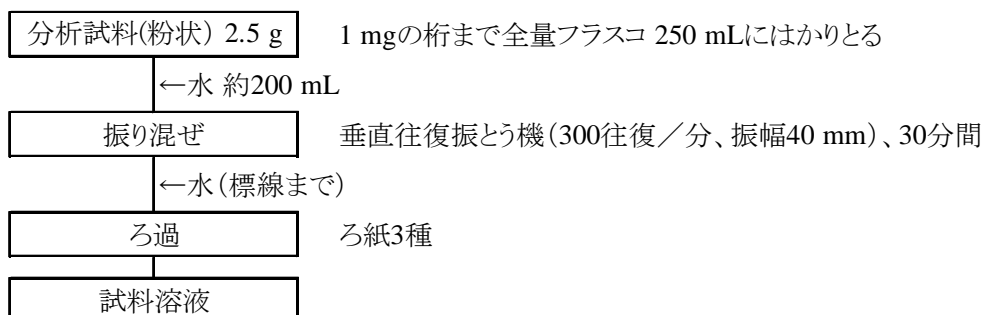 分析試料(粉状) 2.5 g 1 mgの桁まで全量フラスコ 250 mLにはかりとる
←水 約200 mL
振り混ぜ 垂直往復振とう機(300往復/分、振幅40 mm)、30分間
←水(標線まで)
ろ過 ろ紙3種
試料溶液